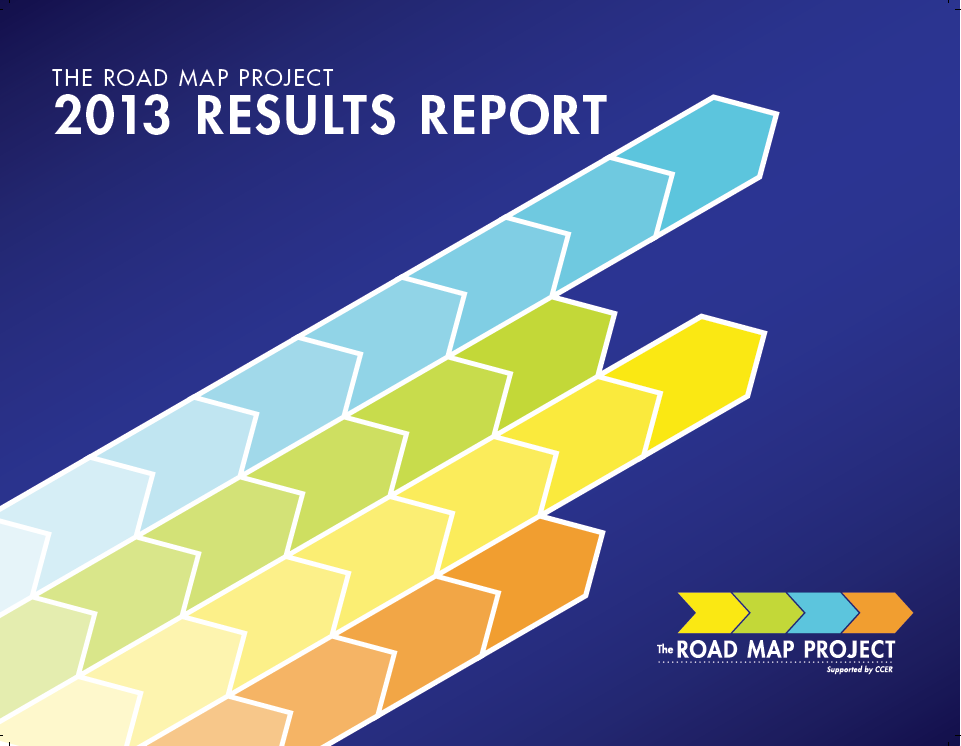 THE ROAD MAP PROJECT
2013 RESULTS REPORT
The ROAD MAP PROJECT
Supported by CCER